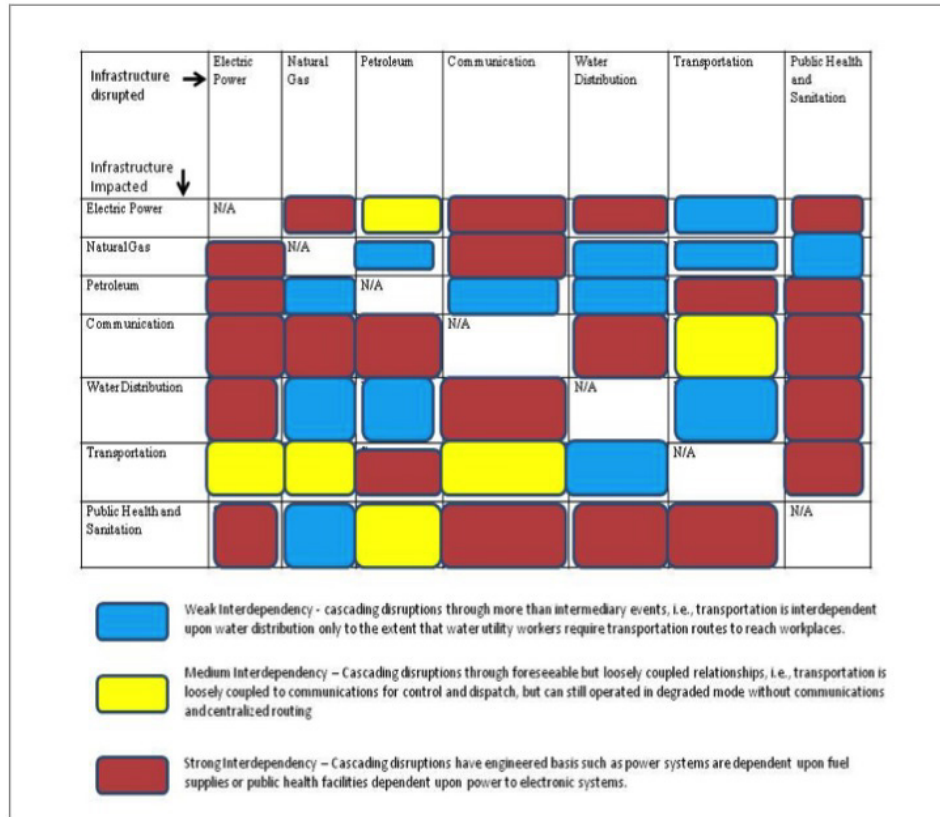 Infrastructure disrupted
Electric Power
Natural Gas
Petroleum
Communication
Water Distribution
Transportation
Public Health and Sanitation
Infrastructure Impacted
Electric Power
N/A
Natural Gas
N/A
Petroleum
N/A
Communication
N/A
Water Distribution
N/A
Transportation
N/A
Public Health and Sanitation
N/A
Weak Interdependency - cascading disruptions through more than intermediary events, i.e., transportation is interdependent
upon water distribution only to the extent that water utility workers require transportation routes to reach workplaces.
Medium Interdependency – Cascading disruptions through foreseeable but loosely coupled relationships, i.e., transportation is
loosely coupled to communications for control and dispatch, but can still operated in degraded mode without communications
and centralized routing
Strong Interdependency – Cascading disruptions have engineered basis such as power systems are dependent upon fuel
supplies or public health facilities dependent upon power to electronic systems.